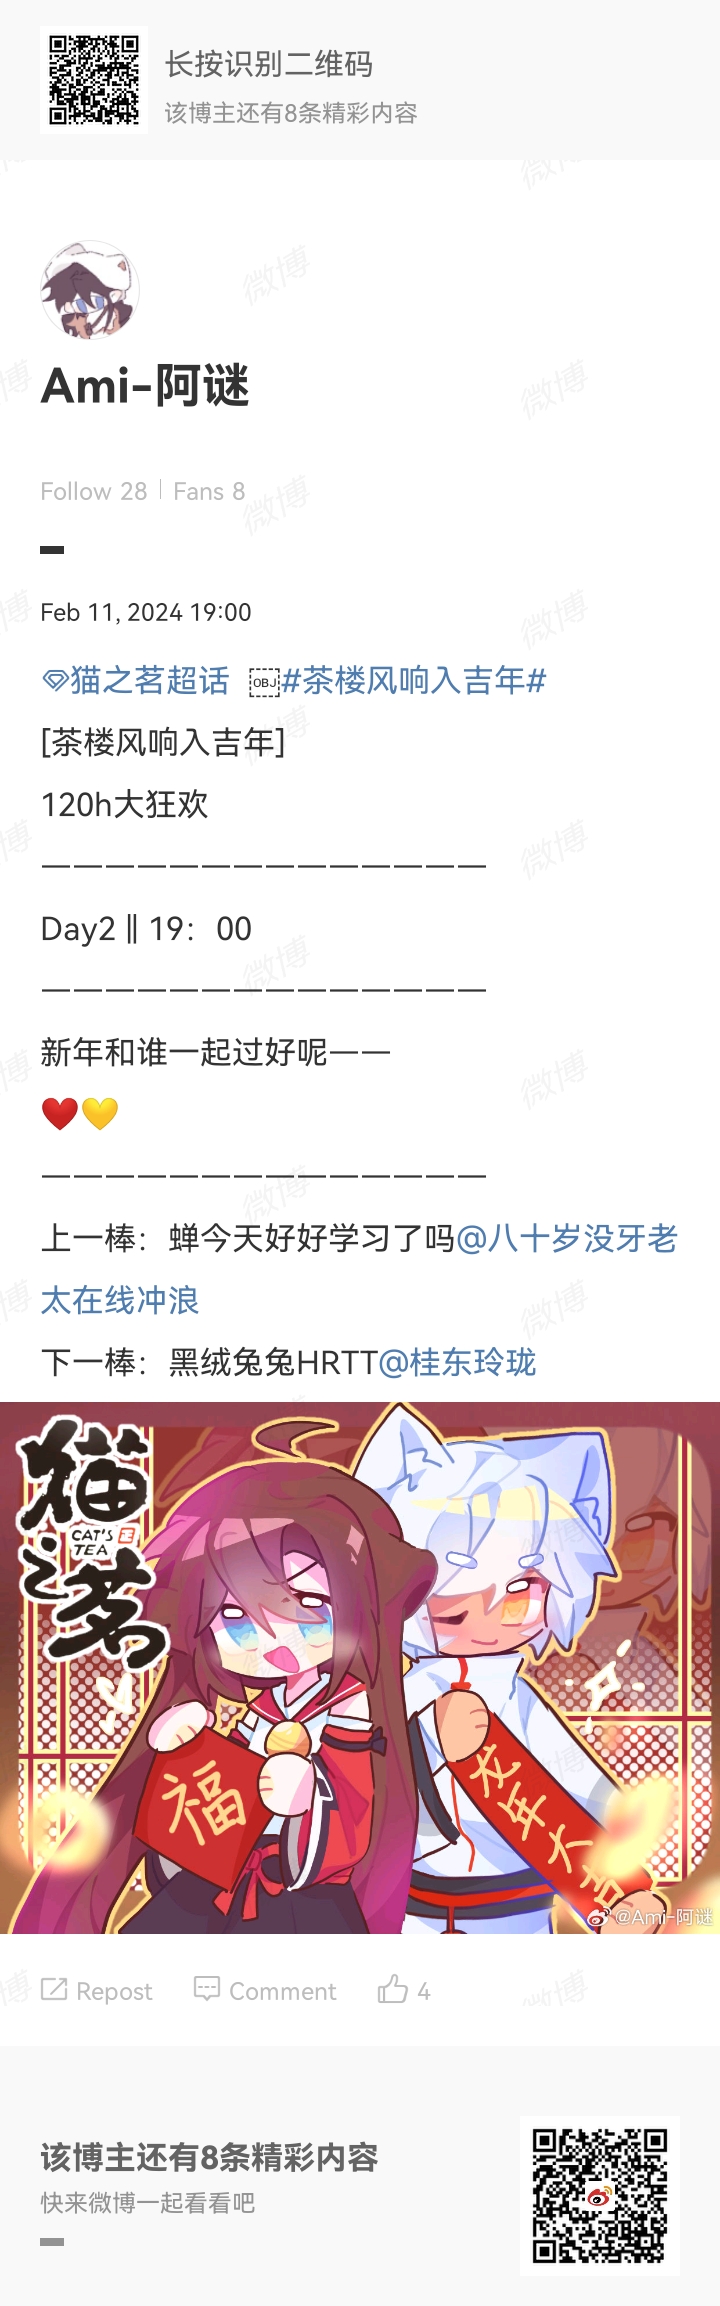 长按识别二维码
该博主还有8条精彩内容
Ami-阿谜
Follow 28 | Fans 8
Feb 11, 2024 19:00
猫之茗超话 OBJ#茶楼风响入吉年#
[茶楼风响入吉年]
120h大狂欢
——————————————
Day2 || 19：00
——————————————
新年和谁一起过好呢——
❤️💛
——————————————
上一棒：蝉今天好好学习了吗@八十岁没牙老
太在线冲浪
下一棒：黑绒兔兔HRTT@桂东玲珑
猫之茗
CAT'S
TEA
福
龙年大吉
@Ami-阿谜
Repost Comment 4
该博主还有8条精彩内容
快来微博一起看看吧
微博